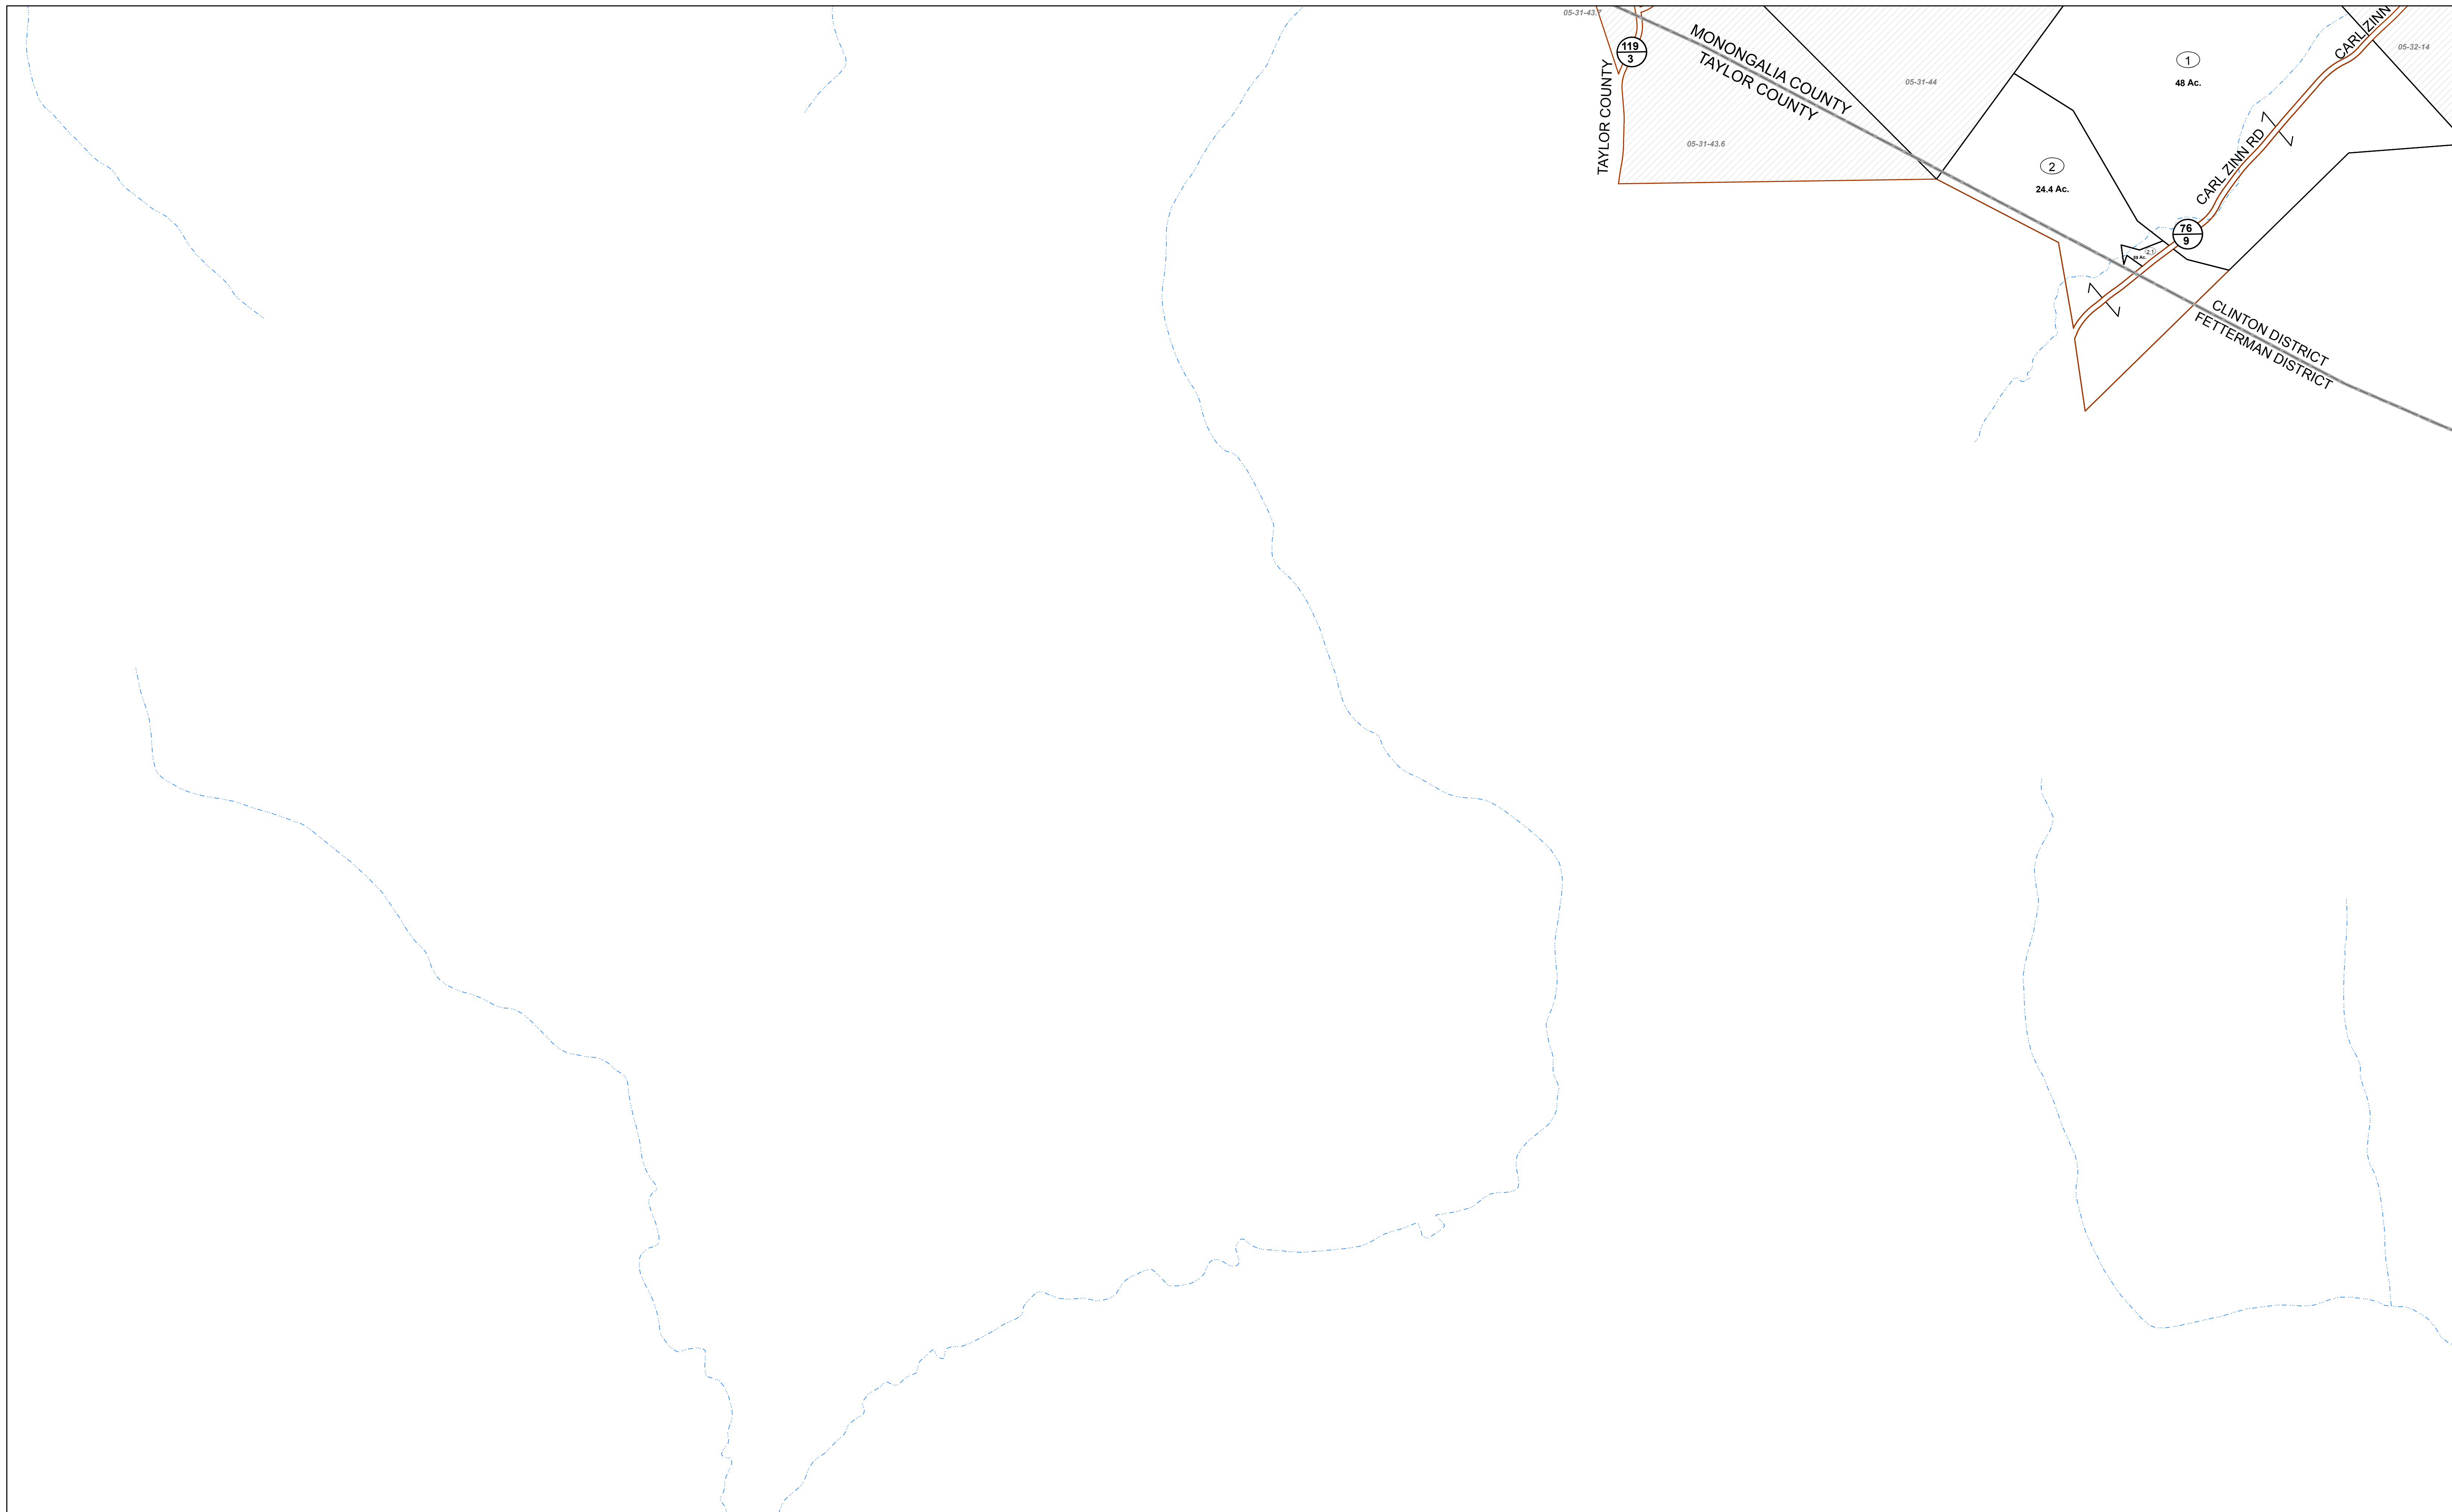 05-31-43.7
119
3
MONONGALIA COUNTY
TAYLOR COUNTY
TAYLOR COUNTY
05-31-43.6
05-31-44
1
48 Ac.
CARL ZINN
05-32-14
2
24.4 Ac.
CARL ZINN RD
76
9
2.1
CLINTON DISTRICT
FETTERMAN DISTRICT